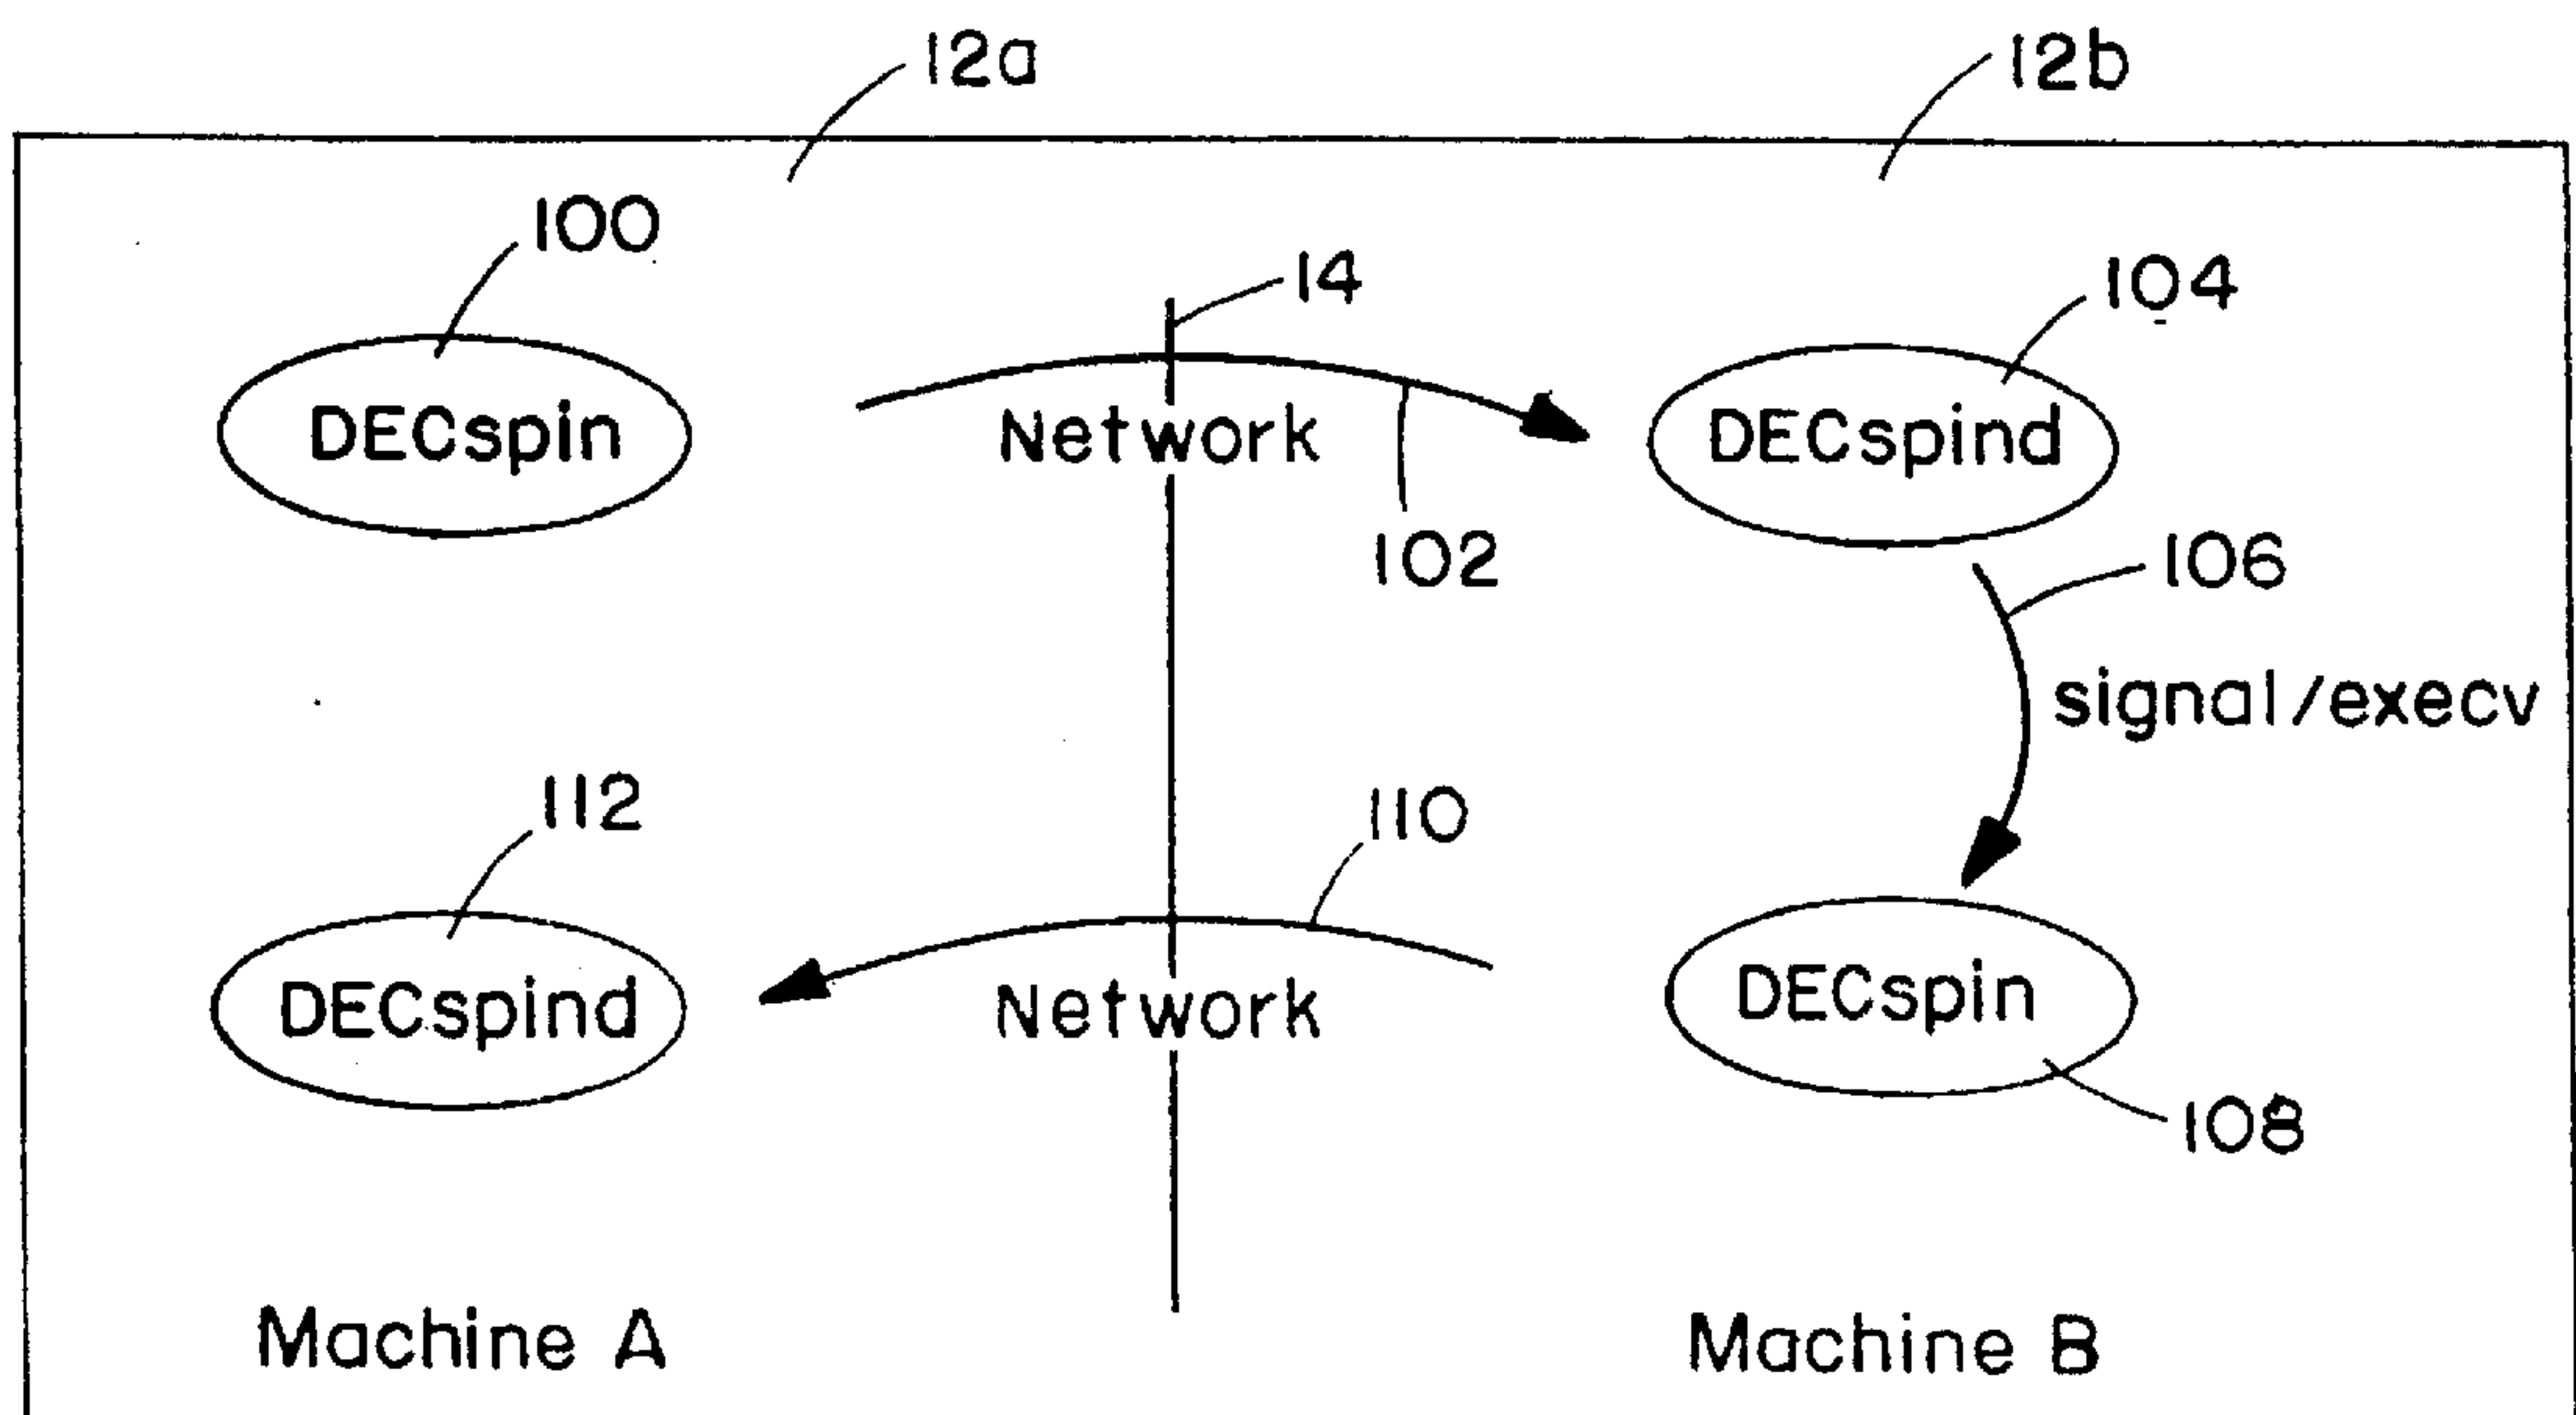 12a
12b
100
14
104
DECspin
Network
DECspind
102
106
signal/execv
112
110
DECspind
Network
DECspin
108
Machine A
Machine B